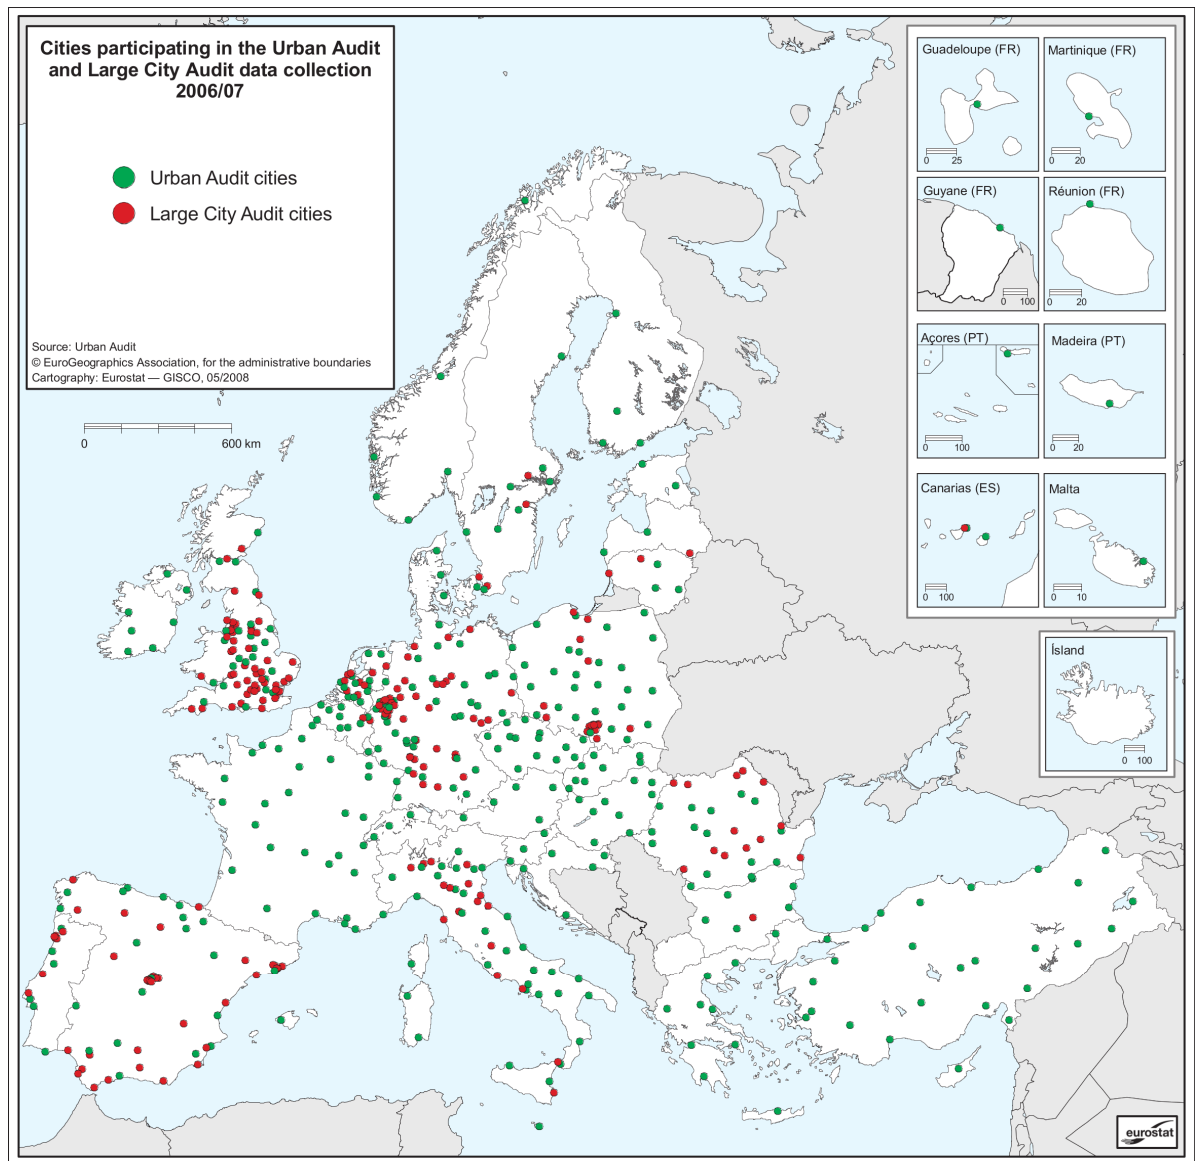 Cities participating in the Urban Audit
and Large City Audit data collection
2006/07
Urban Audit cities
Large City Audit cities
Source: Urban Audit
© EuroGeographics Association, for the administrative boundaries
Cartography: Eurostat — GISCO, 05/2008
0 600 km
Guadeloupe (FR)
0 25
Martinique (FR)
0 20
Guyane (FR)
0 100
Réunion (FR)
0 20
Açores (PT)
0 100
Madeira (PT)
0 20
Canarias (ES)
0 100
Malta
0 10
Ísland
0 100
eurostat